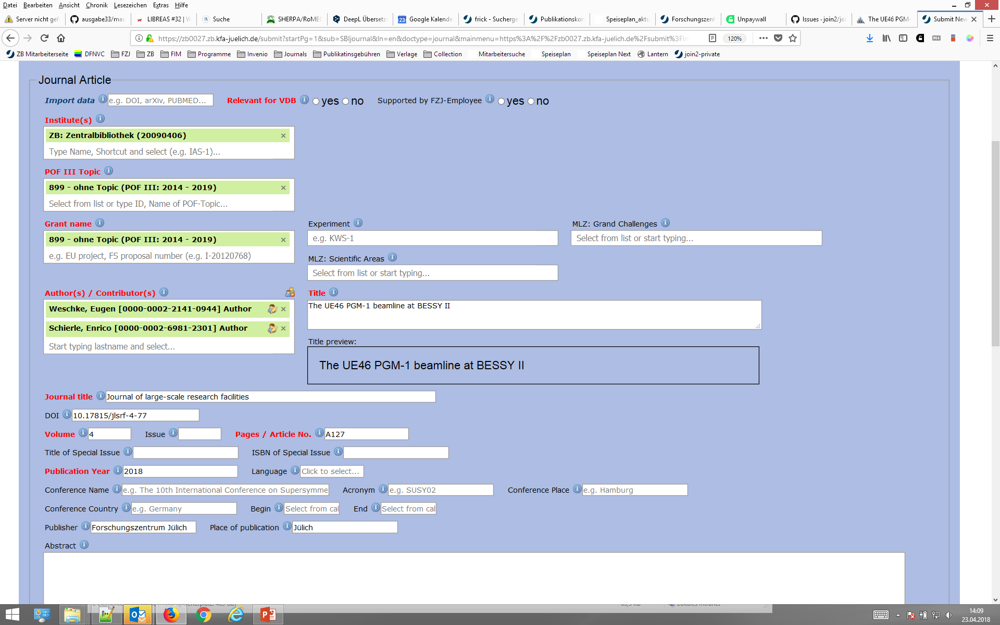 Datei Bearbeiten Ansicht Chronik Lesezeichen Extras Hilfe
Server nicht gef ausgabe33/mas LIBREAS #32 | W Suche SHERPA/RoMEO DeepL Übersetze Google Kalende frick - Sucherge Publikationskon Speiseplan_aktu Forschungszent Unpaywall Issues · join2/joi The UE46 PGM- Submit New
https://zb0027.zb.kfa-juelich.de/submit?startPg=1&sub=SBIjournal&ln=en&doctype=journal&mainmenu=https%3A%2F%2Fzb0027.zb.kfa-juelich.de%2Fsubmit%3Fln 120%
ZB Mitarbeiterseite DFNVC FZJ ZB FIM Programme Invenio Journals Publikatinsgebühren Verlage Collection Mitarbeitersuche Speiseplan Speiseplan Next Lantern join2-private
Journal Article
Import data e.g. DOI, arXiv, PUBMED... Relevant for VDB yes no Supported by FZJ-Employee yes no
Institute(s)
ZB: Zentralbibliothek (20090406) ×
Type Name, Shortcut and select (e.g. IAS-1)...
POF III Topic
899 - ohne Topic (POF III: 2014 - 2019) ×
Select from list or type ID, Name of POF-Topic...
Grant name Experiment MLZ: Grand Challenges
899 - ohne Topic (POF III: 2014 - 2019) × e.g. KWS-1 Select from list or start typing...
e.g. EU project, FS proposal number (e.g. I-20120768)
MLZ: Scientific Areas
Select from list or start typing...
Author(s) / Contributor(s) Title
Weschke, Eugen [0000-0002-2141-0944] Author × The UE46 PGM-1 beamline at BESSY II
Schierle, Enrico [0000-0002-6981-2301] Author ×
Start typing lastname and select...
Title preview:
The UE46 PGM-1 beamline at BESSY II
Journal title Journal of large-scale research facilities
DOI 10.17815/jlsrf-4-77
Volume 4 Issue Pages / Article No. A127
Title of Special Issue ISBN of Special Issue
Publication Year 2018 Language Click to select...
Conference Name e.g. The 10th International Conference on Supersymme Acronym e.g. SUSY02 Conference Place e.g. Hamburg
Conference Country e.g. Germany Begin Select from cal End Select from cal
Publisher Forschungszentrum Jülich Place of publication Jülich
Abstract
14:09
23.04.2018